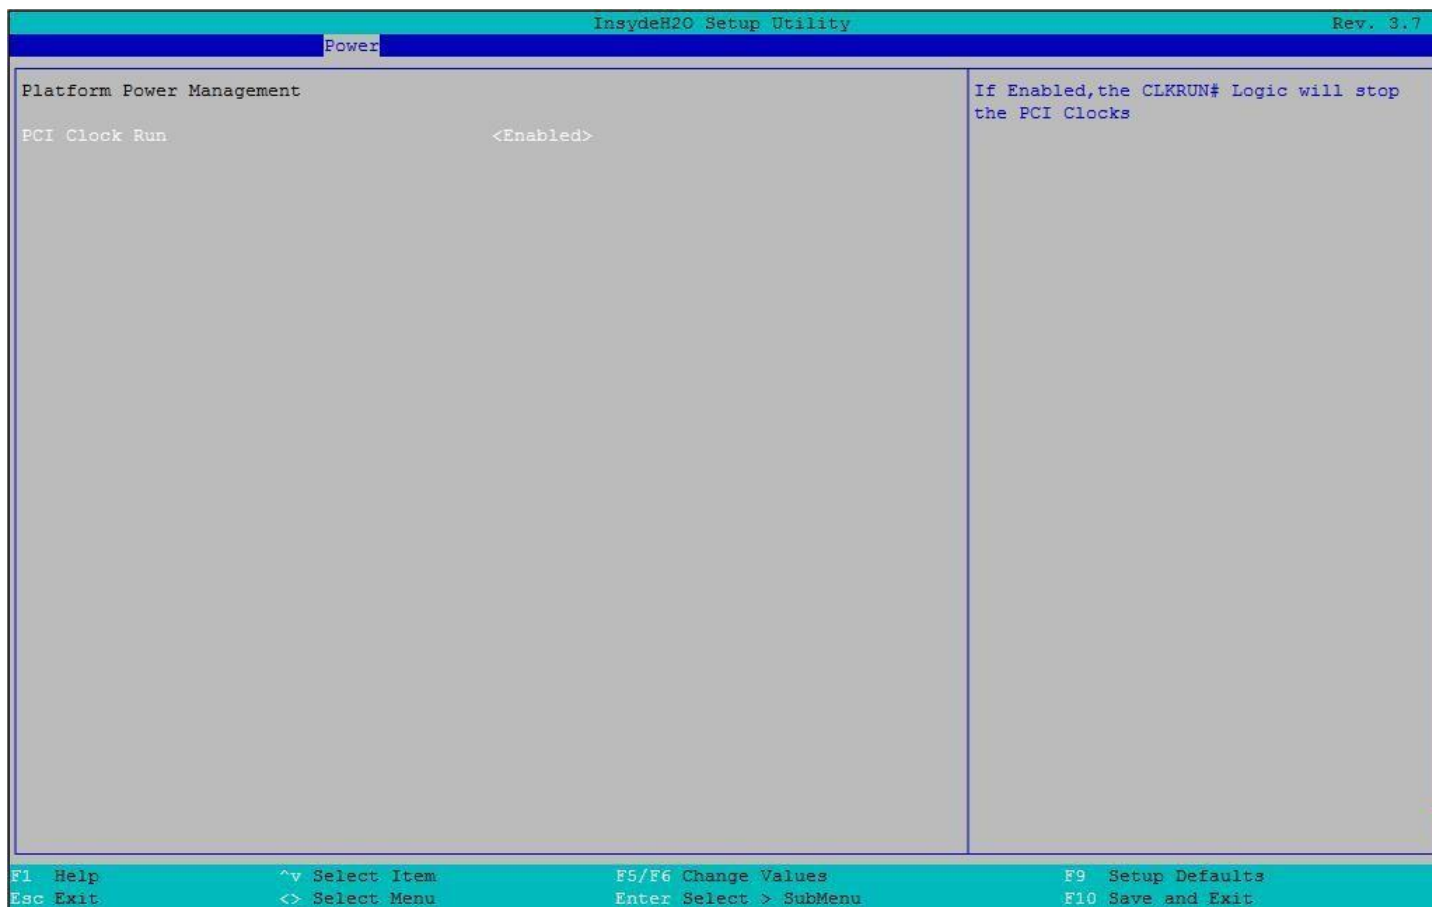 InsydeH2O Setup Utility Rev. 3.7
Power
Platform Power Management
PCI Clock Run <Enabled>
If Enabled,the CLKRUN# Logic will stop
the PCI Clocks
F1 Help ^v Select Item F5/F6 Change Values F9 Setup Defaults
Esc Exit <> Select Menu Enter Select > SubMenu F10 Save and Exit